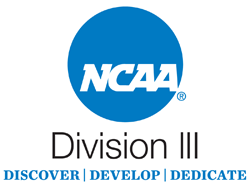 NCAA®
Division III
DISCOVER | DEVELOP | DEDICATE